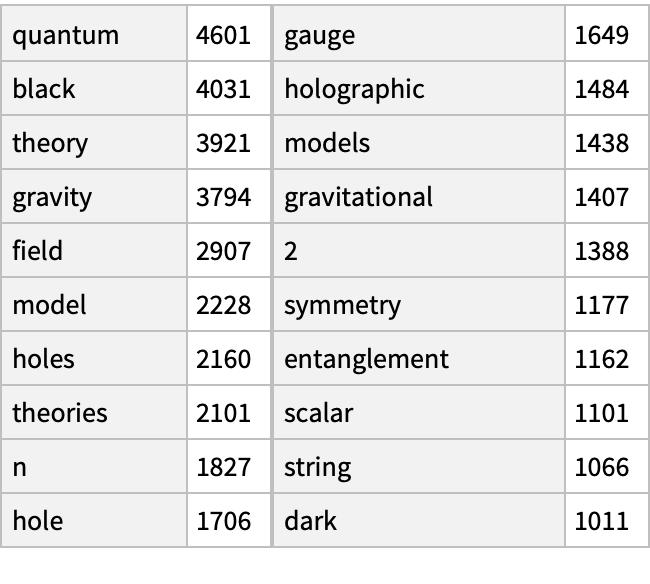 quantum 4601 gauge 1649
black 4031 holographic 1484
theory 3921 models 1438
gravity 3794 gravitational 1407
field 2907 2 1388
model 2228 symmetry 1177
holes 2160 entanglement 1162
theories 2101 scalar 1101
n 1827 string 1066
hole 1706 dark 1011